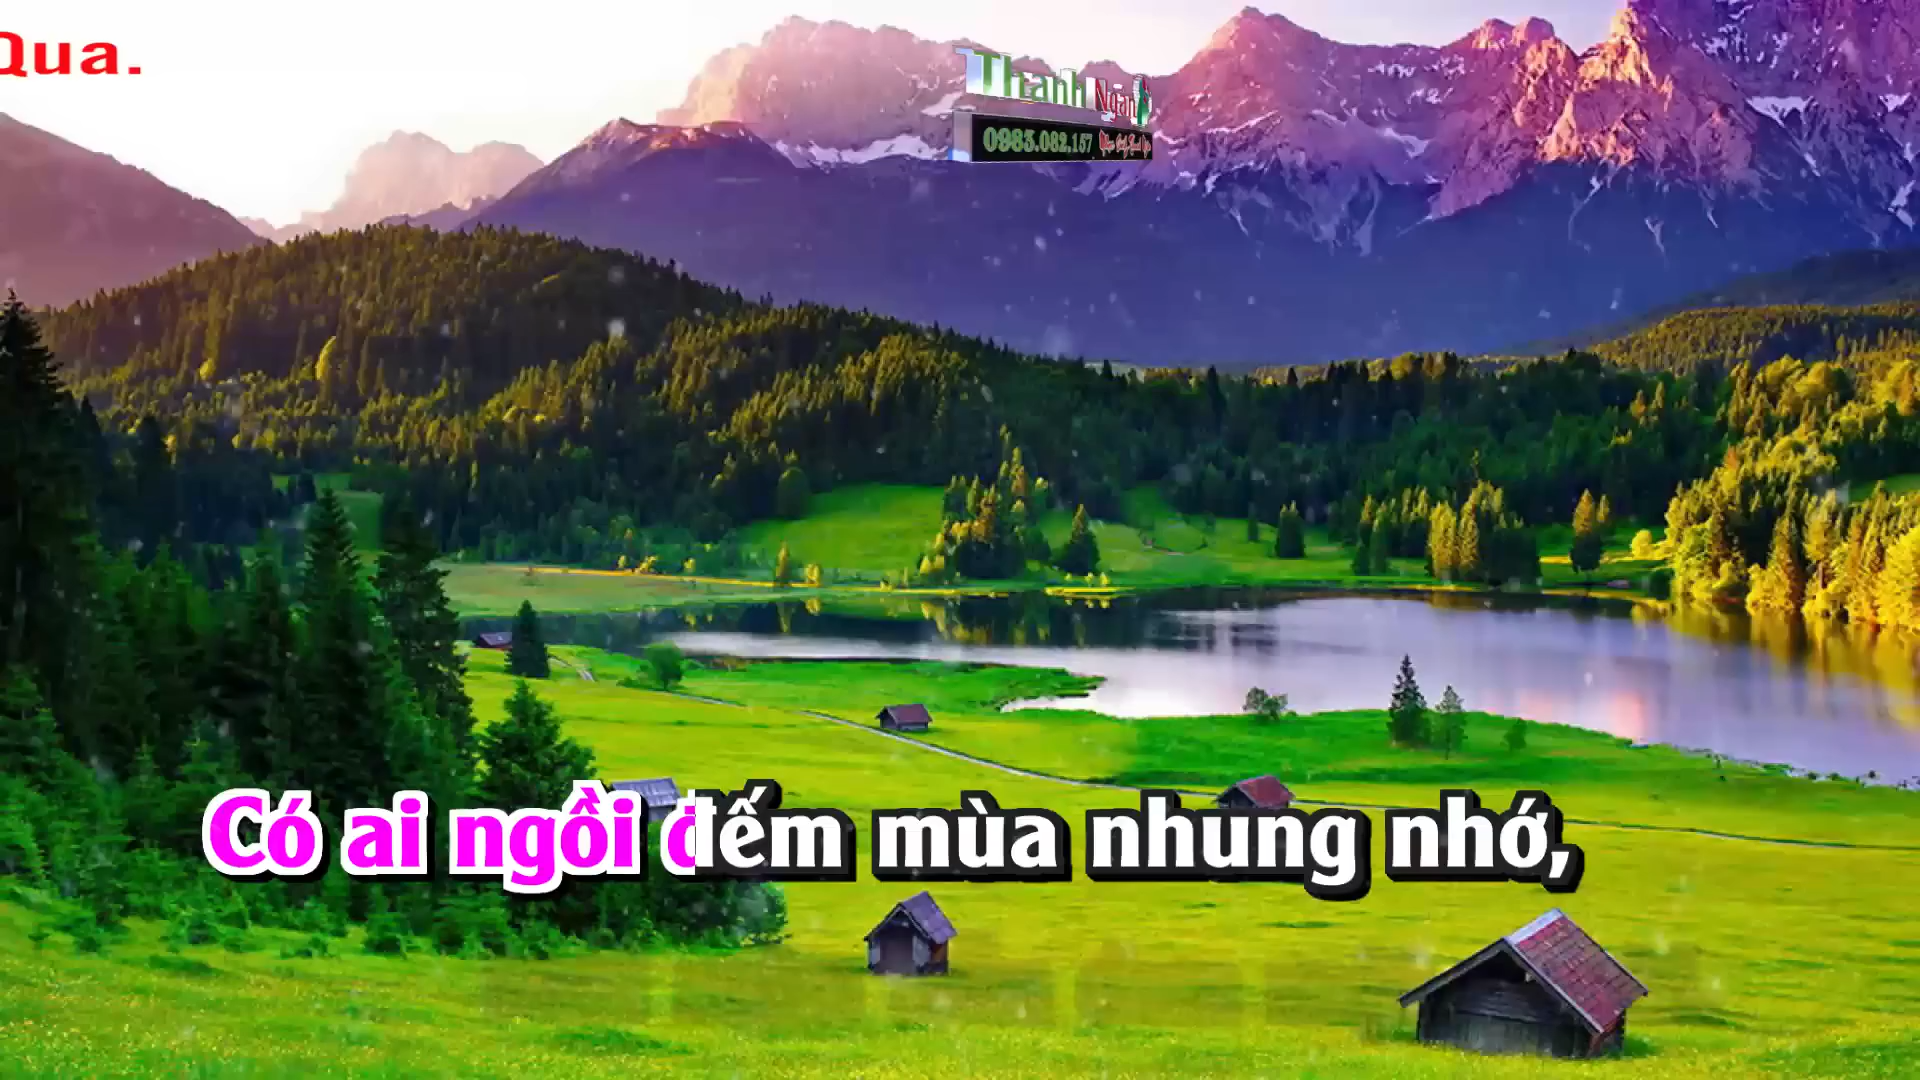 Qua.
Thanh Ngân
0983.082.157
Có ai ngồi đếm mùa nhung nhớ,